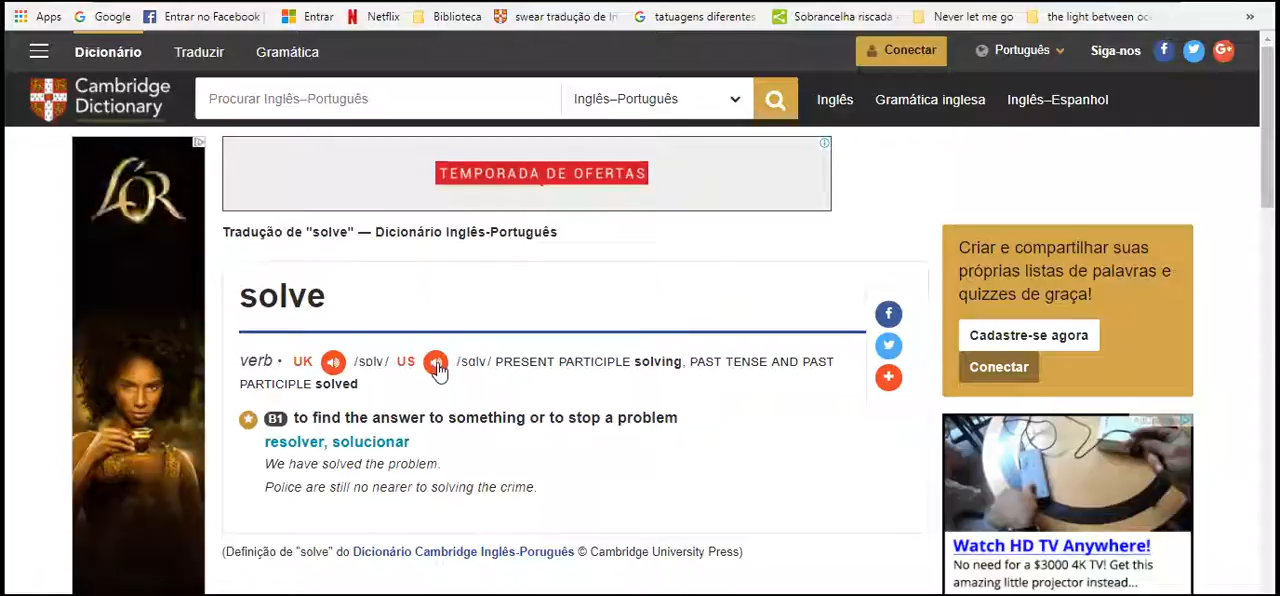 Apps Google Entrar no Facebook Entrar Netflix Biblioteca swear tradução de In tatuagens diferentes Sobrancelha riscada Never let me go the light between oc »
Dicionário Traduzir Gramática Conectar Português Siga-nos
Cambridge
Dictionary
Procurar Inglês–Português Inglês–Português Inglês Gramática inglesa Inglês–Espanhol
L'OR
TEMPORADA DE OFERTAS
Tradução de "solve" — Dicionário Inglês-Português
solve
verb • UK /sɒlv/ US /sɑlv/ PRESENT PARTICIPLE solving, PAST TENSE AND PAST
PARTICIPLE solved
B1 to find the answer to something or to stop a problem
resolver, solucionar
We have solved the problem.
Police are still no nearer to solving the crime.
(Definição de "solve" do Dicionário Cambridge Inglês-Poruguês © Cambridge University Press)
Criar e compartilhar suas
próprias listas de palavras e
quizzes de graça!
Cadastre-se agora
Conectar
Watch HD TV Anywhere!
No need for a $3000 4K TV! Get this
amazing little projector instead...